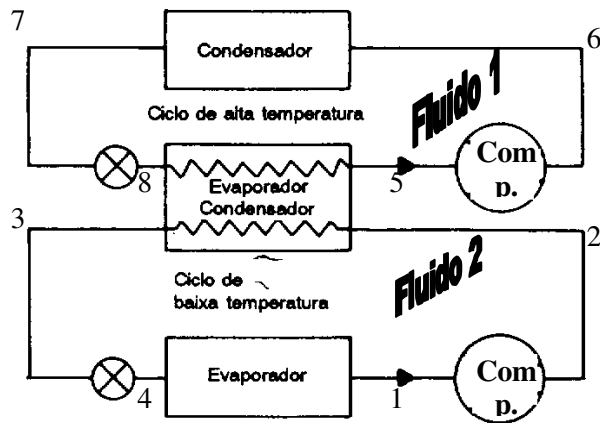 7
Condensador
6
Ciclo de alta temperatura
Fluido 1
Com
p.
8
Evaporador
Condensador
5
3
2
Ciclo de
baixa temperatura
Fluido 2
Com
p.
4
Evaporador
1